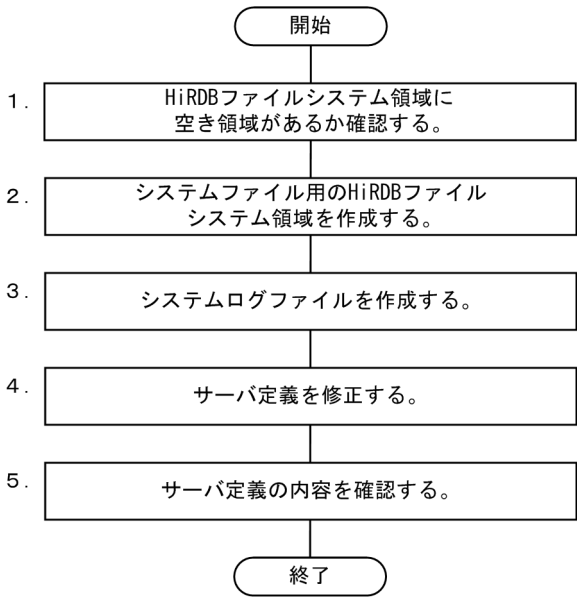 開始
1. HiRDBファイルシステム領域に
空き領域があるか確認する。
2. システムファイル用のHiRDBファイル
システム領域を作成する。
3. システムログファイルを作成する。
4. サーバ定義を修正する。
5. サーバ定義の内容を確認する。
終了